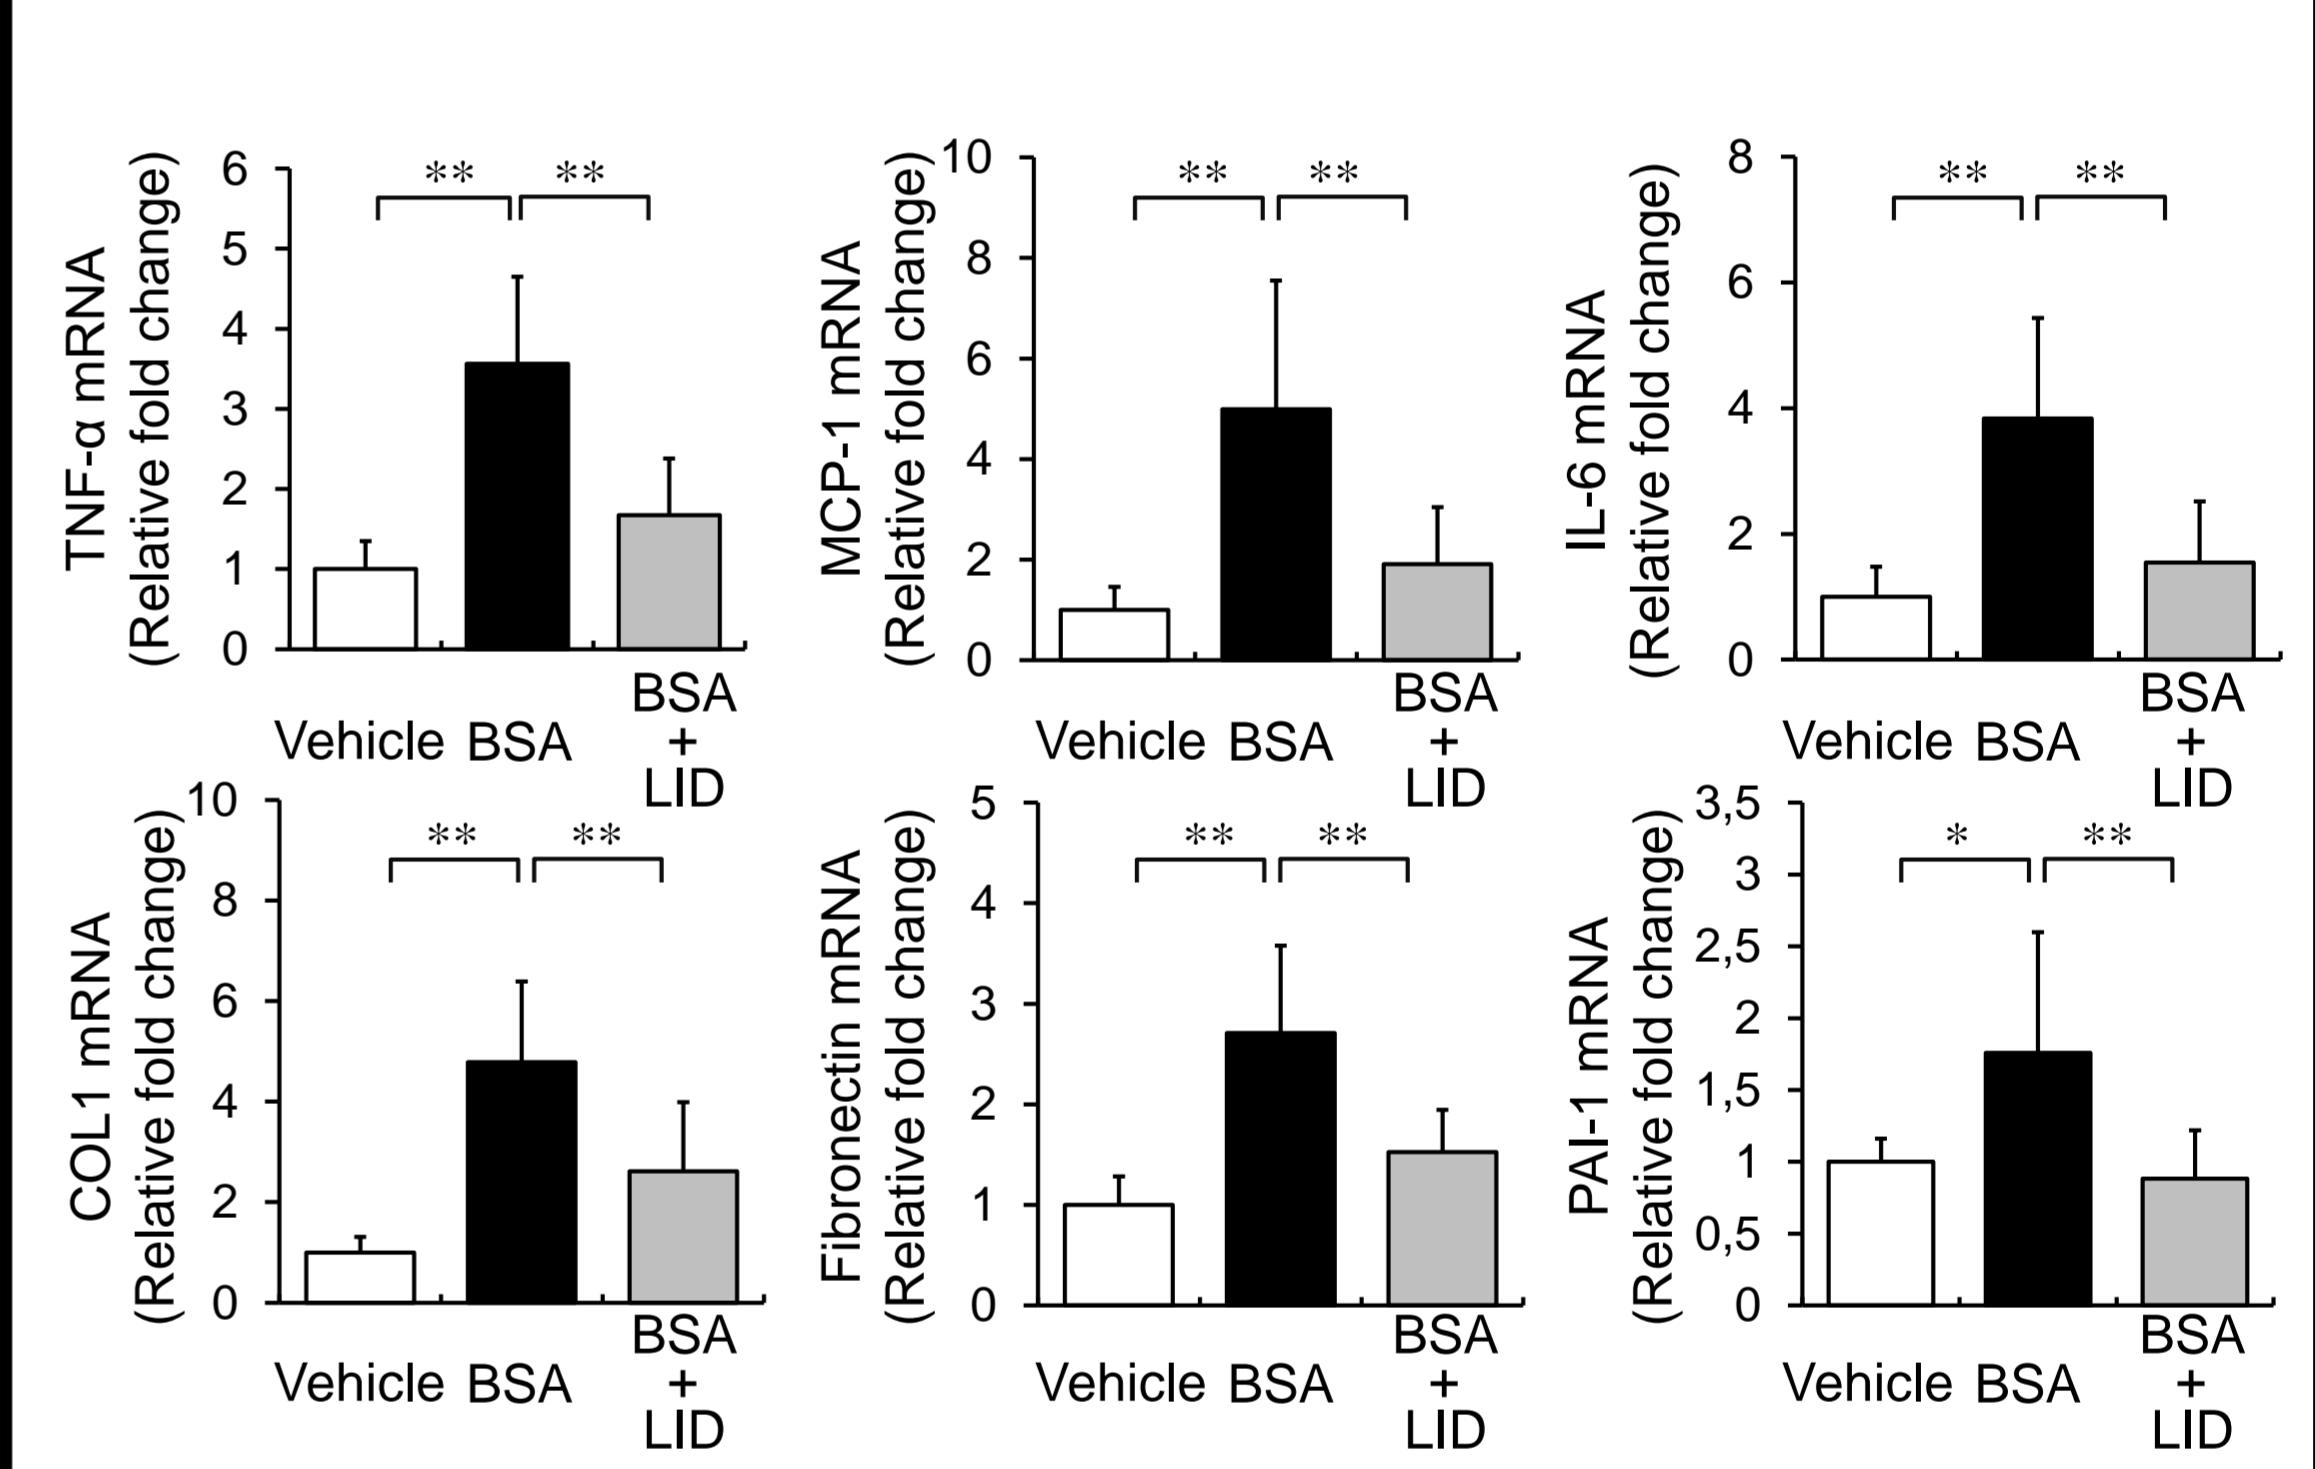 TNF-α mRNA
(Relative fold change)
6
5
4
3
2
1
0
** **
Vehicle BSA BSA
+
LID
MCP-1 mRNA
(Relative fold change)
10
8
6
4
2
0
** **
Vehicle BSA BSA
+
LID
IL-6 mRNA
(Relative fold change)
8
6
4
2
0
** **
Vehicle BSA BSA
+
LID
COL1 mRNA
(Relative fold change)
10
8
6
4
2
0
** **
Vehicle BSA BSA
+
LID
Fibronectin mRNA
(Relative fold change)
5
4
3
2
1
0
** **
Vehicle BSA BSA
+
LID
PAI-1 mRNA
(Relative fold change)
3,5
3
2,5
2
1,5
1
0,5
0
* **
Vehicle BSA BSA
+
LID